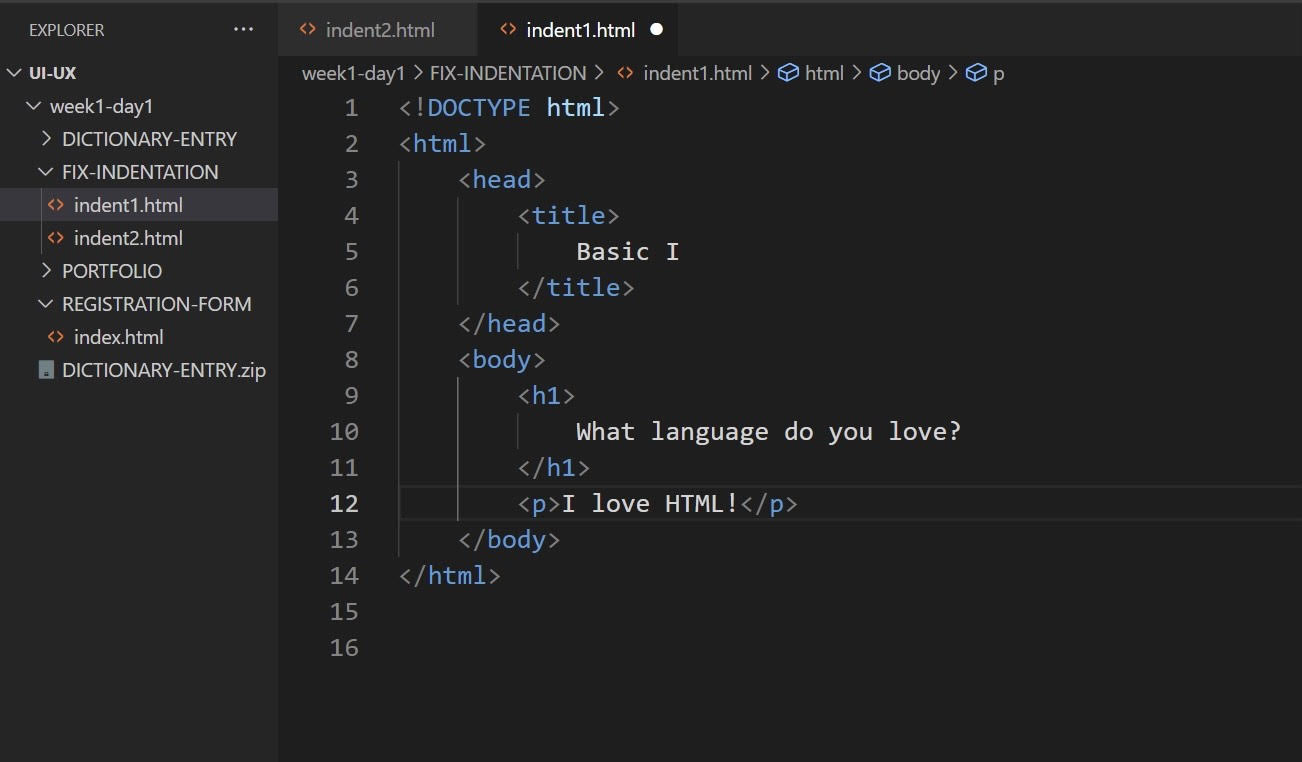 EXPLORER ...
UI-UX
week1-day1
DICTIONARY-ENTRY
FIX-INDENTATION
<> indent1.html
<> indent2.html
PORTFOLIO
REGISTRATION-FORM
<> index.html
DICTIONARY-ENTRY.zip
<> indent2.html <> indent1.html ●
week1-day1 > FIX-INDENTATION > <> indent1.html > html > body > p
1 <!DOCTYPE html>
2 <html>
3     <head>
4         <title>
5             Basic I
6         </title>
7     </head>
8     <body>
9         <h1>
10             What language do you love?
11         </h1>
12         <p>I love HTML!</p>
13     </body>
14 </html>
15
16